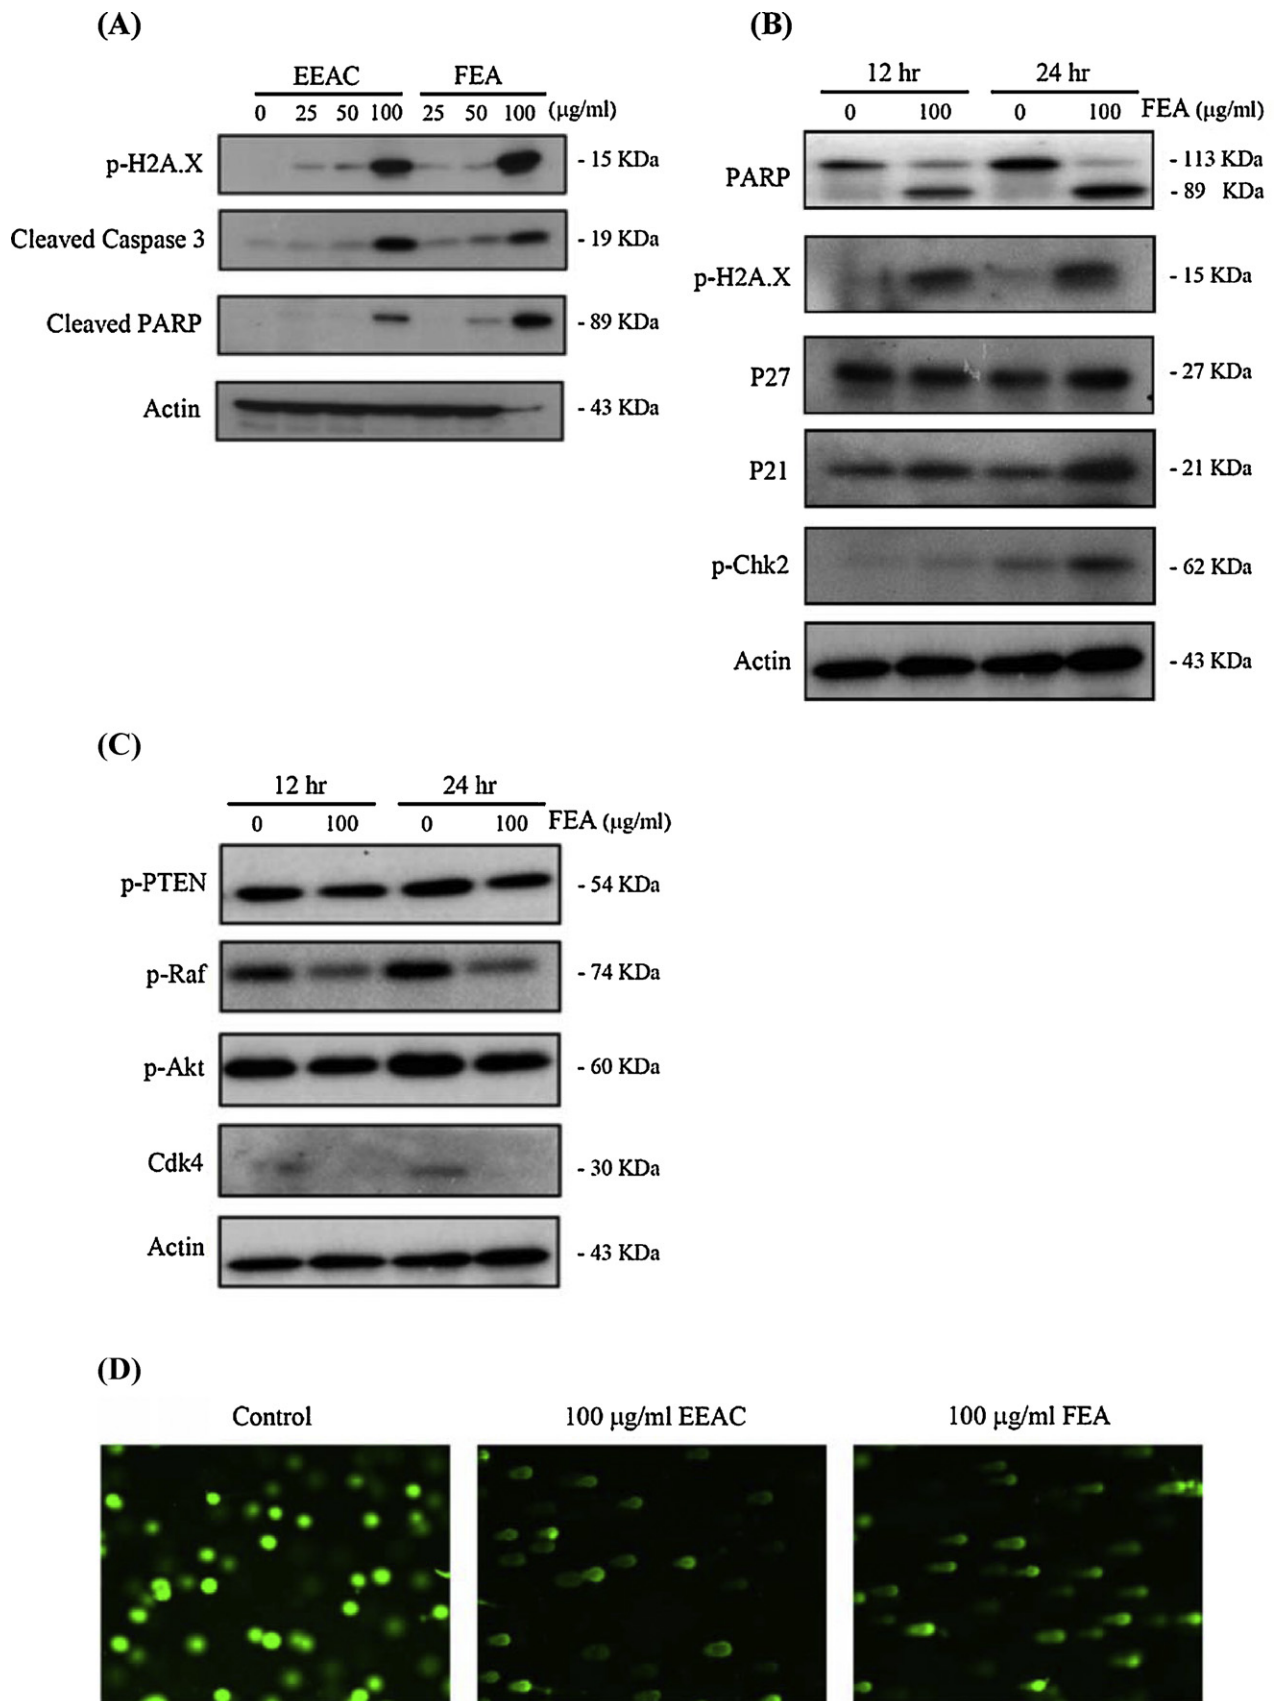 (A)
EEAC FEA
0 25 50 100 25 50 100 (µg/ml)
p-H2A.X - 15 KDa
Cleaved Caspase 3 - 19 KDa
Cleaved PARP - 89 KDa
Actin - 43 KDa
(B)
12 hr 24 hr
0 100 0 100 FEA (µg/ml)
PARP - 113 KDa
- 89 KDa
p-H2A.X - 15 KDa
P27 - 27 KDa
P21 - 21 KDa
p-Chk2 - 62 KDa
Actin - 43 KDa
(C)
12 hr 24 hr
0 100 0 100 FEA (µg/ml)
p-PTEN - 54 KDa
p-Raf - 74 KDa
p-Akt - 60 KDa
Cdk4 - 30 KDa
Actin - 43 KDa
(D)
Control 100 µg/ml EEAC 100 µg/ml FEA